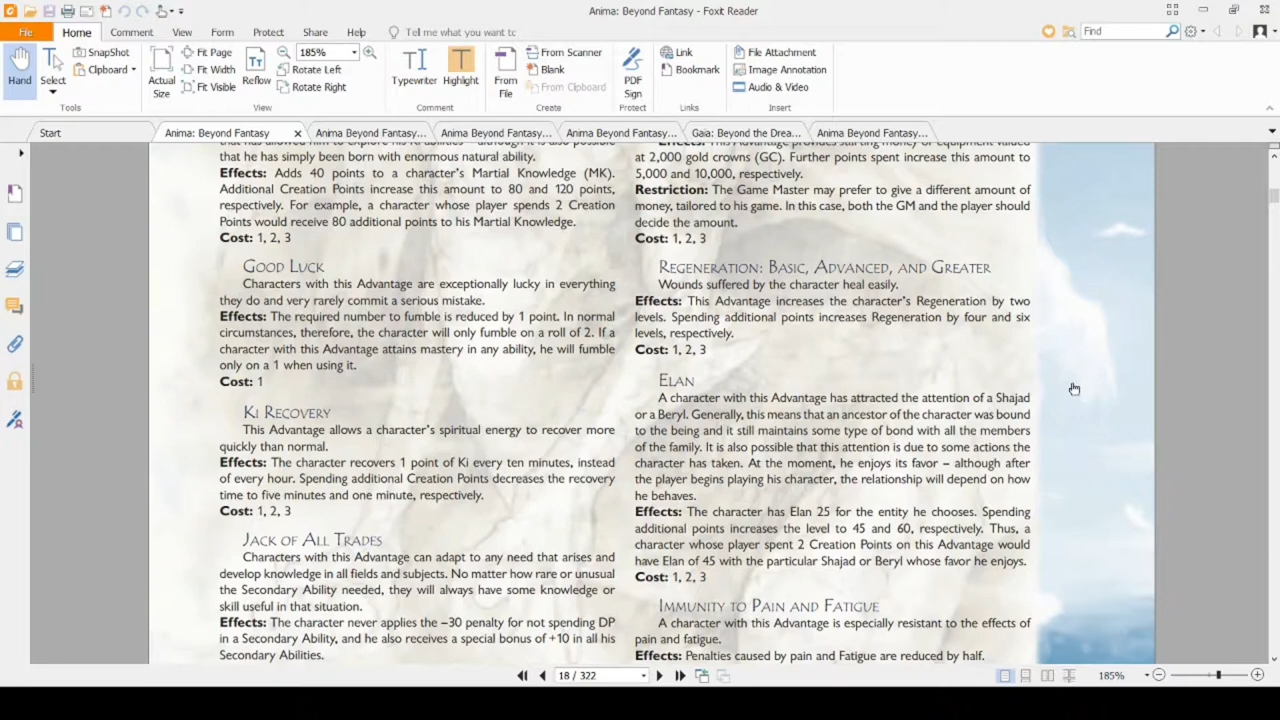 Anima: Beyond Fantasy - Foxit Reader
File
Home
Comment
View
Form
Protect
Share
Help
Tell me what you want tc
Find
Hand
Select
SnapShot
Clipboard
Tools
Actual
Size
Fit Page
Fit Width
Fit Visible
Reflow
185%
Rotate Left
Rotate Right
View
Typewriter
Highlight
Comment
From
File
From Scanner
Blank
From Clipboard
Create
PDF
Sign
Protect
Link
Bookmark
Links
File Attachment
Image Annotation
Audio & Video
Insert
Start
Anima: Beyond Fantasy
Anima Beyond Fantasy...
Anima Beyond Fantasy...
Anima Beyond Fantasy...
Gaia: Beyond the Drea...
Anima Beyond Fantasy...
that has allowed him to explore his Ki abilities – although it is also possible
that he has simply been born with enormous natural ability.
Effects: Adds 40 points to a character's Martial Knowledge (MK).
Additional Creation Points increase this amount to 80 and 120 points,
respectively. For example, a character whose player spends 2 Creation
Points would receive 80 additional points to his Martial Knowledge.
Cost: 1, 2, 3
Good Luck
Characters with this Advantage are exceptionally lucky in everything
they do and very rarely commit a serious mistake.
Effects: The required number to fumble is reduced by 1 point. In normal
circumstances, therefore, the character will only fumble on a roll of 2. If a
character with this Advantage attains mastery in any ability, he will fumble
only on a 1 when using it.
Cost: 1
Ki Recovery
This Advantage allows a character's spiritual energy to recover more
quickly than normal.
Effects: The character recovers 1 point of Ki every ten minutes, instead
of every hour. Spending additional Creation Points decreases the recovery
time to five minutes and one minute, respectively.
Cost: 1, 2, 3
Jack of All Trades
Characters with this Advantage can adapt to any need that arises and
develop knowledge in all fields and subjects. No matter how rare or unusual
the Secondary Ability needed, they will always have some knowledge or
skill useful in that situation.
Effects: The character never applies the –30 penalty for not spending DP
in a Secondary Ability, and he also receives a special bonus of +10 in all his
Secondary Abilities.
Effects: This Advantage provides starting money or equipment valued
at 2,000 gold crowns (GC). Further points spent increase this amount to
5,000 and 10,000, respectively.
Restriction: The Game Master may prefer to give a different amount of
money, tailored to his game. In this case, both the GM and the player should
decide the amount.
Cost: 1, 2, 3
Regeneration: Basic, Advanced, and Greater
Wounds suffered by the character heal easily.
Effects: This Advantage increases the character's Regeneration by two
levels. Spending additional points increases Regeneration by four and six
levels, respectively.
Cost: 1, 2, 3
Elan
A character with this Advantage has attracted the attention of a Shajad
or a Beryl. Generally, this means that an ancestor of the character was bound
to the being and it still maintains some type of bond with all the members
of the family. It is also possible that this attention is due to some actions the
character has taken. At the moment, he enjoys its favor – although after
the player begins playing his character, the relationship will depend on how
he behaves.
Effects: The character has Elan 25 for the entity he chooses. Spending
additional points increases the level to 45 and 60, respectively. Thus, a
character whose player spent 2 Creation Points on this Advantage would
have Elan of 45 with the particular Shajad or Beryl whose favor he enjoys.
Cost: 1, 2, 3
Immunity to Pain and Fatigue
A character with this Advantage is especially resistant to the effects of
pain and fatigue.
Effects: Penalties caused by pain and Fatigue are reduced by half.
18 / 322
185%